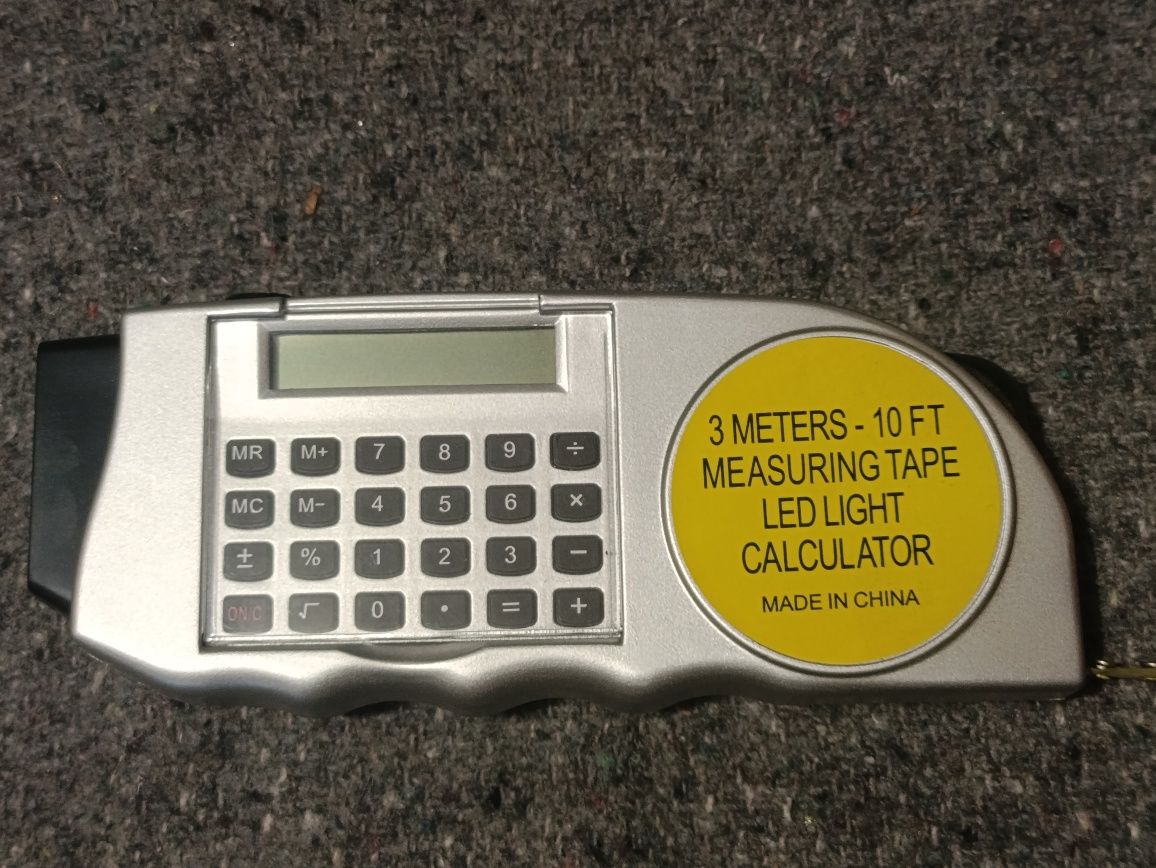 MR M+ 7 8 9 ÷
MC M− 4 5 6 ×
± % 1 2 3 −
ON/C √ 0 • = +
3 METERS - 10 FT
MEASURING TAPE
LED LIGHT
CALCULATOR
MADE IN CHINA